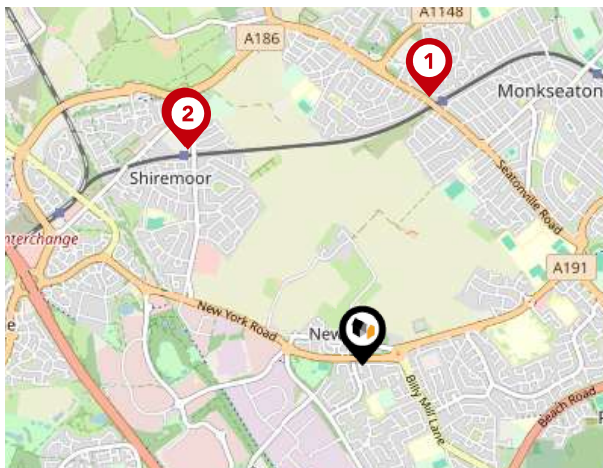 A1148
A186
1
Monkseaton
2
Shiremoor
Seatonville Road
nterchange
A191
New York Road
New
Billy Mill Lane
Beach Road